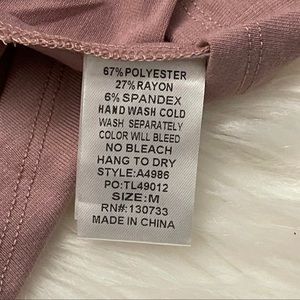 67% POLYESTER
27% RAYON
6% SPANDEX
HAND WASH COLD
WASH SEPARATELY
COLOR WILL BLEED
NO BLEACH
HANG TO DRY
STYLE:A4986
PO:TL49012
SIZE:M
RN#:130733
MADE IN CHINA